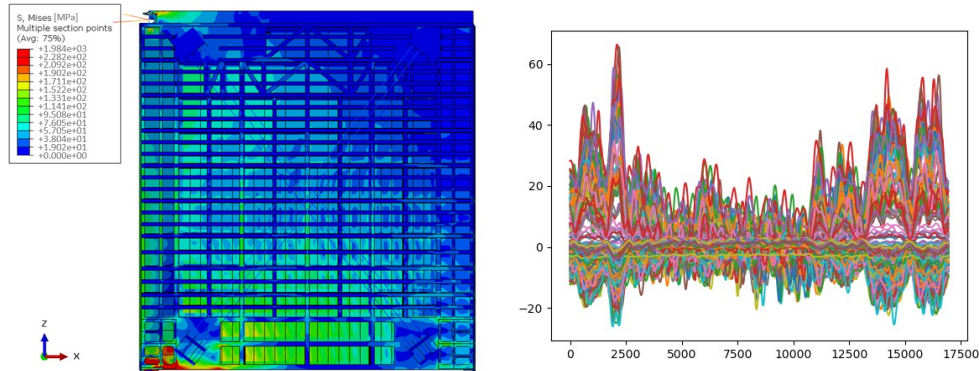 S, Mises [MPa]
Multiple section points
(Avg: 75%)
+1.984e+03
+2.282e+02
+2.092e+02
+1.902e+02
+1.711e+02
+1.522e+02
+1.331e+02
+1.141e+02
+9.508e+01
+7.605e+01
+5.705e+01
+3.804e+01
+1.902e+01
+0.000e+00
Z
X
60
40
20
0
−20
0
2500
5000
7500
10000
12500
15000
17500